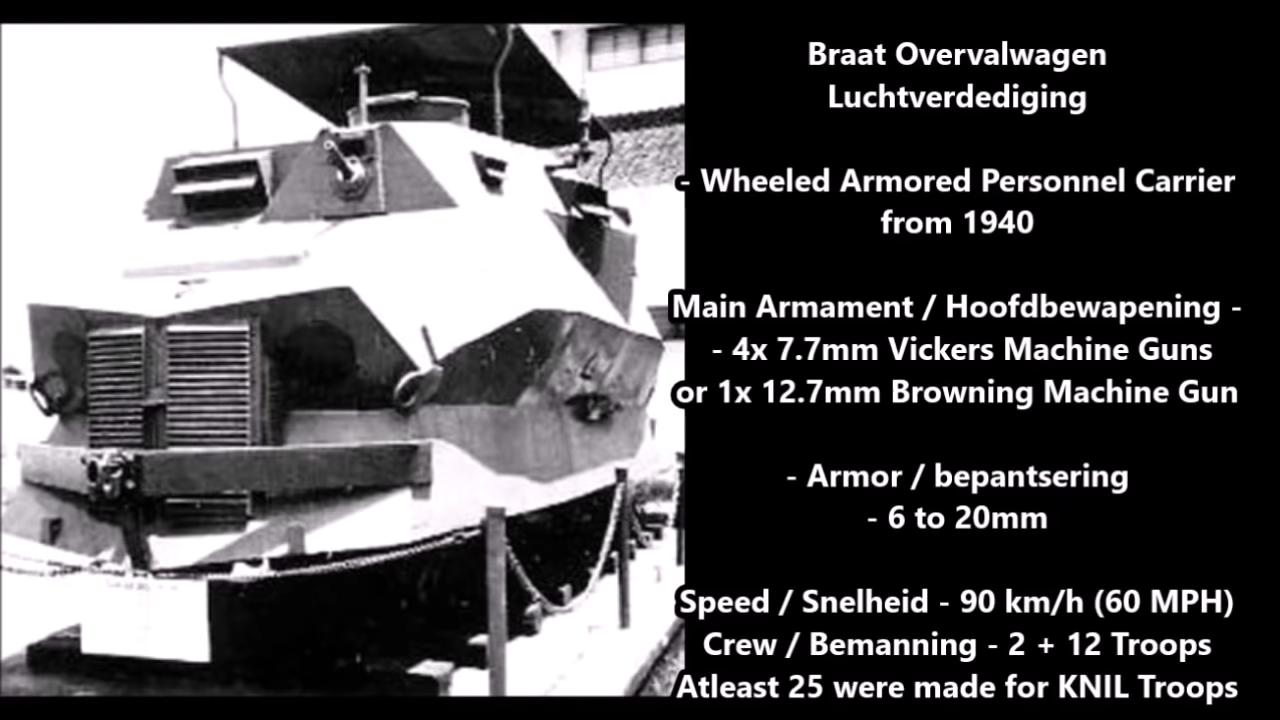 Braat Overvalwagen
Luchtverdediging
- Wheeled Armored Personnel Carrier
from 1940
Main Armament / Hoofdbewapening -
- 4x 7.7mm Vickers Machine Guns
or 1x 12.7mm Browning Machine Gun
- Armor / bepantsering
- 6 to 20mm
Speed / Snelheid - 90 km/h (60 MPH)
Crew / Bemanning - 2 + 12 Troops
Atleast 25 were made for KNIL Troops